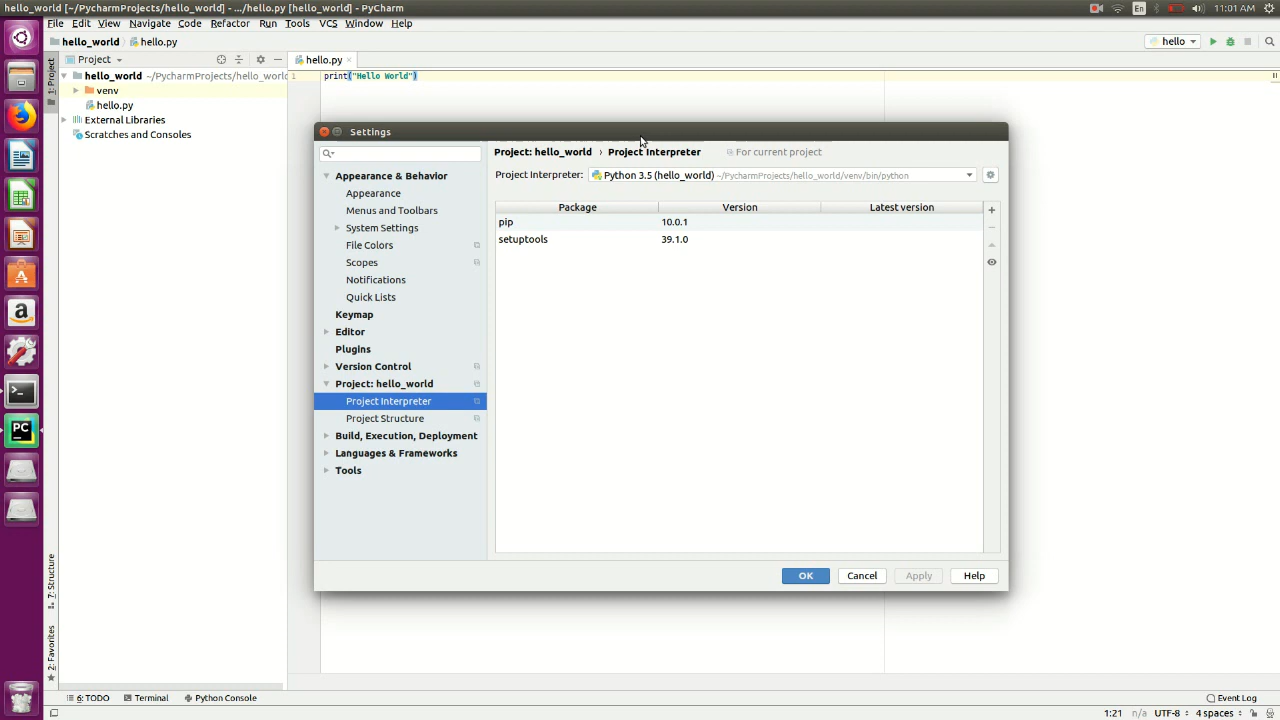 hello_world [~/PycharmProjects/hello_world] - .../hello.py [hello_world] - PyCharm
En
11:01 AM
File Edit View Navigate Code Refactor Run Tools VCS Window Help
hello_world
hello.py
hello
1: Project
Project
hello.py
hello_world ~/PycharmProjects/hello_world
1
print("Hello World")
venv
hello.py
External Libraries
Scratches and Consoles
Settings
Project: hello_world › Project Interpreter
For current project
Appearance & Behavior
Appearance
Menus and Toolbars
System Settings
File Colors
Scopes
Notifications
Quick Lists
Keymap
Editor
Plugins
Version Control
Project: hello_world
Project Interpreter
Project Structure
Build, Execution, Deployment
Languages & Frameworks
Tools
Project Interpreter: Python 3.5 (hello_world) ~/PycharmProjects/hello_world/venv/bin/python
Package Version Latest version
pip 10.0.1
setuptools 39.1.0
OK Cancel Apply Help
PC
7: Structure
2: Favorites
6: TODO
Terminal
Python Console
Event Log
1:21 n/a UTF-8 4 spaces